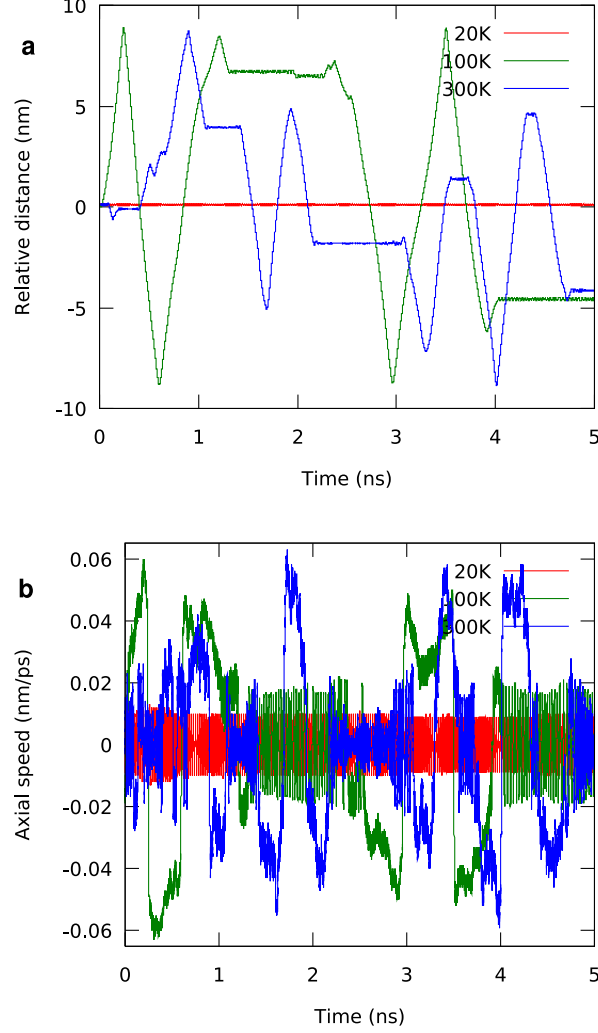 a
10
5
0
-5
-10
0
1
2
3
4
5
Relative distance (nm)
Time (ns)
20K
100K
300K
b
0.06
0.04
0.02
0
-0.02
-0.04
-0.06
0
1
2
3
4
5
Axial speed (nm/ps)
Time (ns)
20K
100K
300K